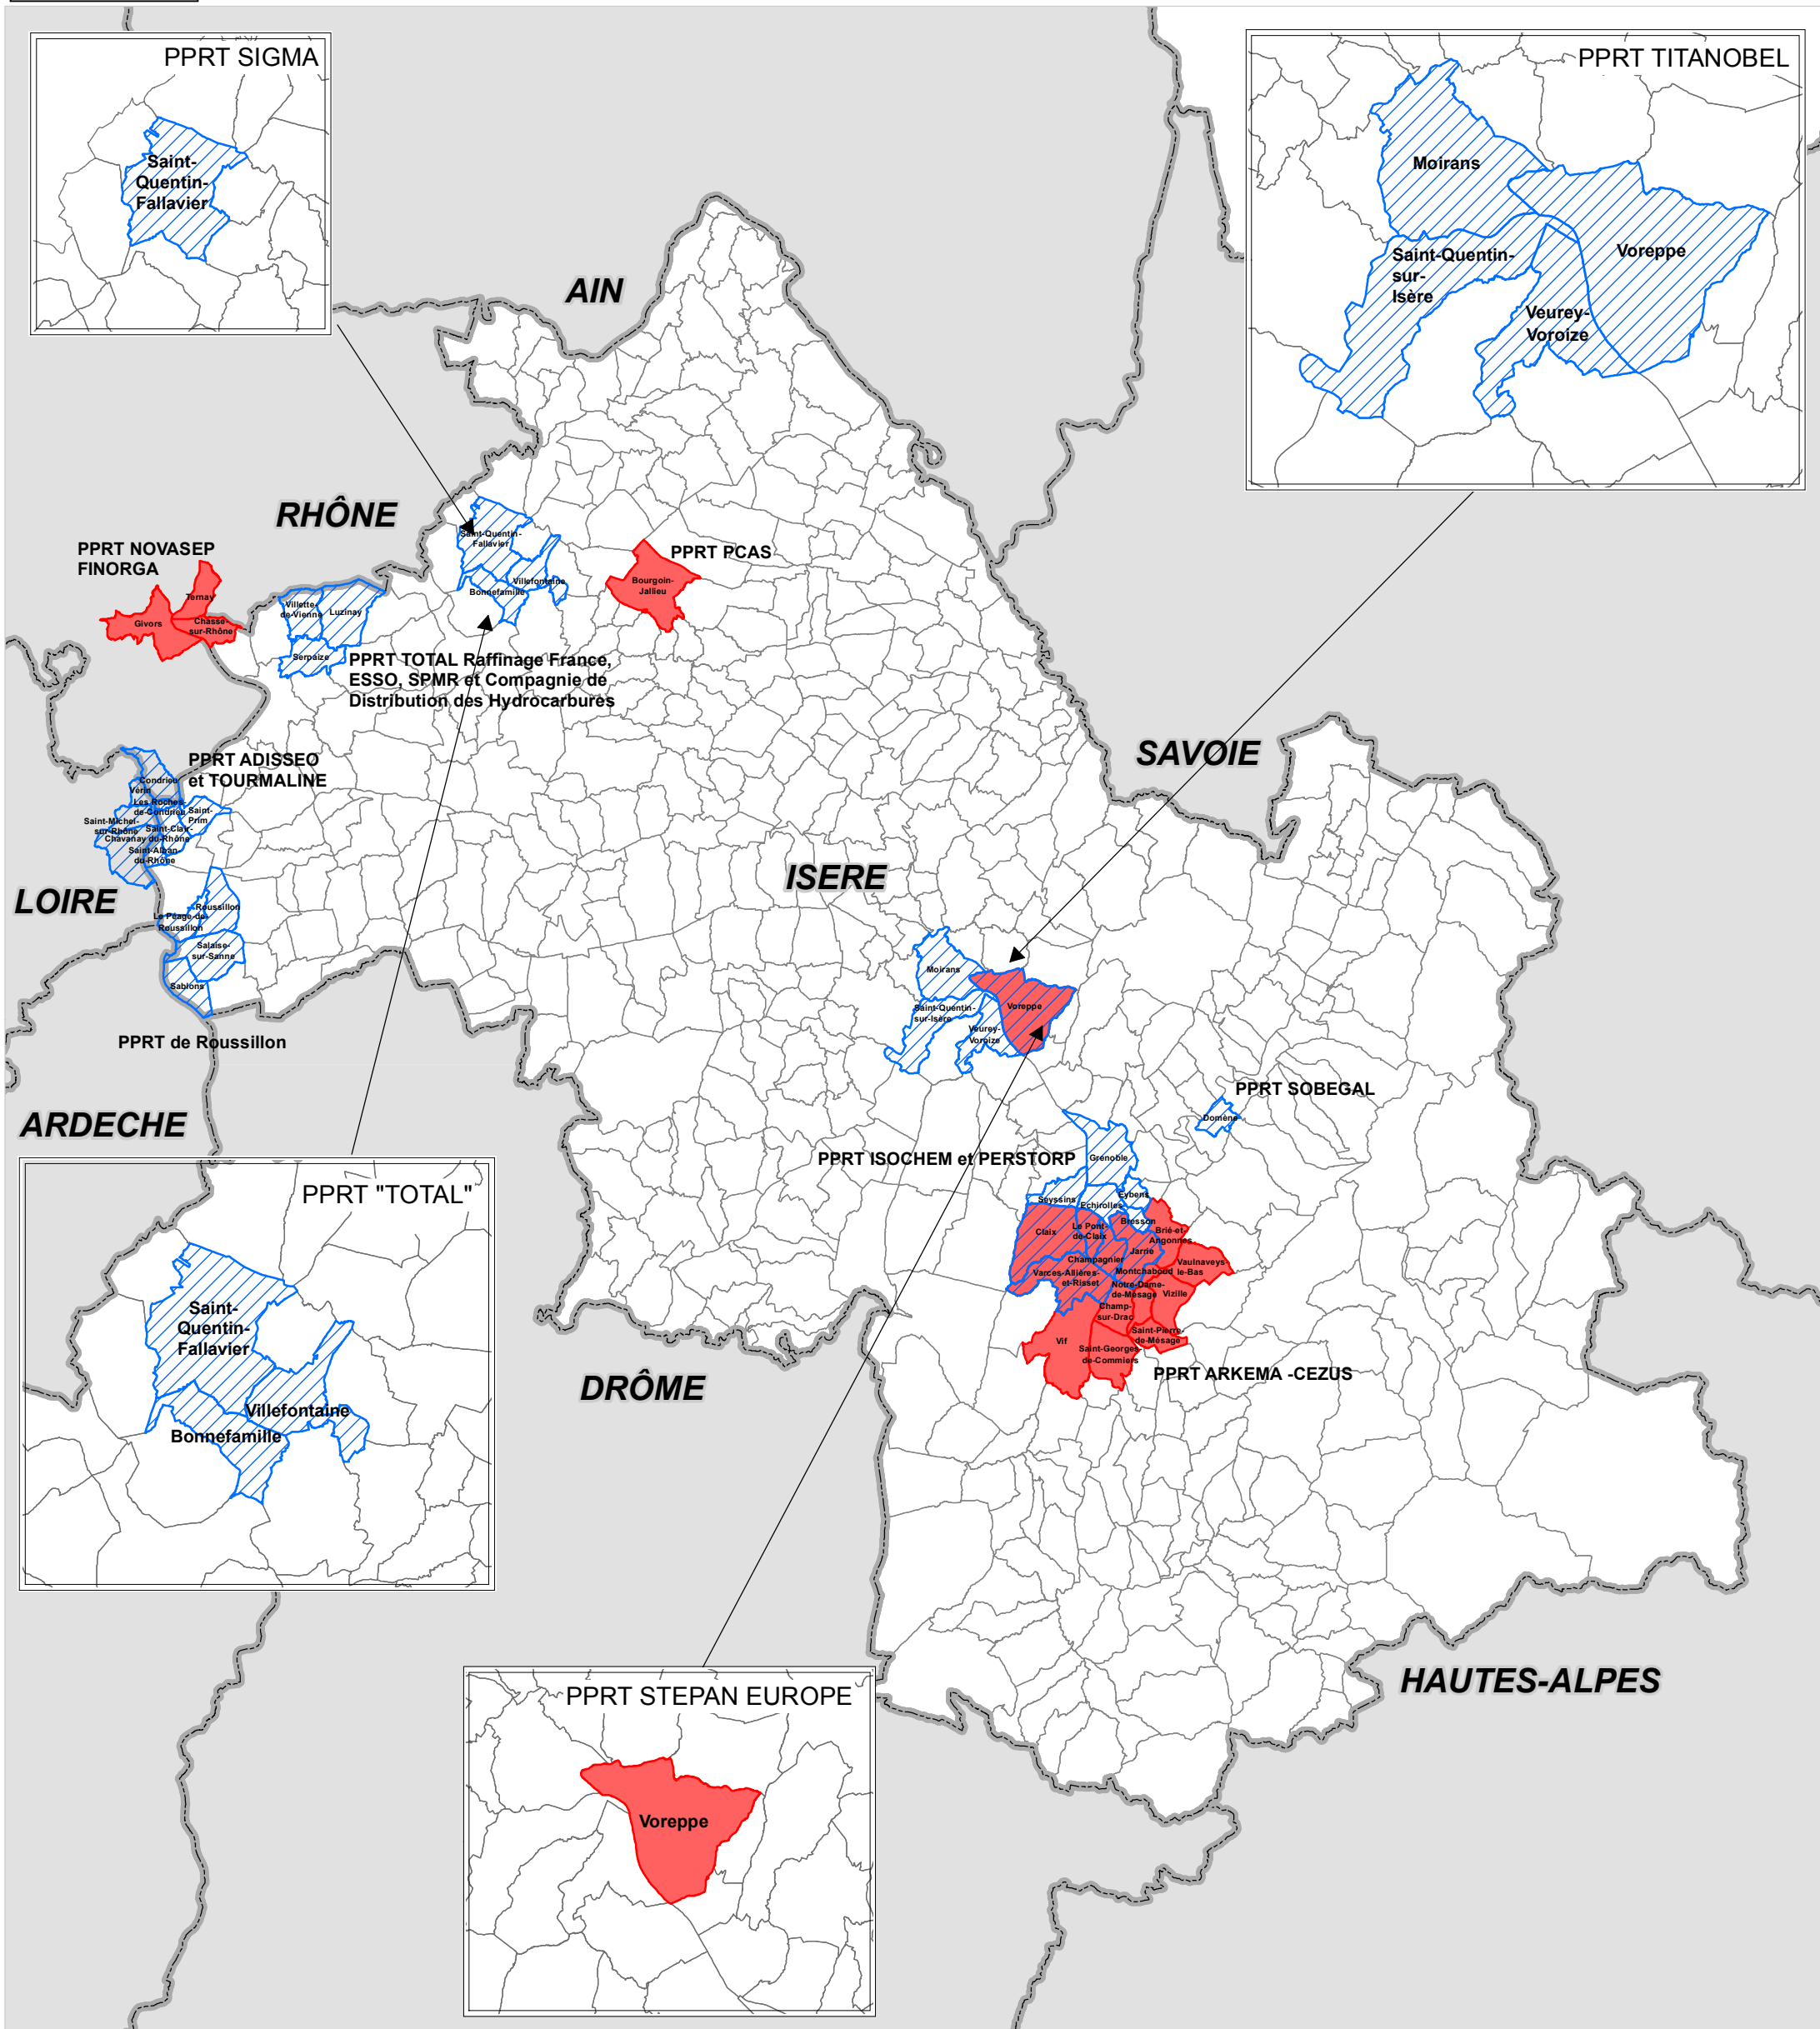 PPRT SIGMA
Saint-
Quentin-
Fallavier
PPRT TITANOBEL
Moirans
Voreppe
Saint-Quentin-
sur-
Isère
Veurey-
Voroize
AIN
RHÔNE
PPRT NOVASEP
FINORGA
Ternay
Givors
Chasse-
sur-Rhône
Villette-
de-Vienne
Luzinay
Serpaize
Saint-Quentin-
Fallavier
Villefontaine
Bonnefamille
PPRT PCAS
Bourgoin-
Jallieu
PPRT TOTAL Raffinage France,
ESSO, SPMR et Compagnie de
Distribution des Hydrocarbures
SAVOIE
PPRT ADISSEO
et TOURMALINE
Condrieu
Vérin
Les Roches-
de-Condrieu
Saint-
Prim
Saint-Michel-
sur-Rhône
Saint-Clair-
du-Rhône
Chavanay
Saint-Alban-
du-Rhône
ISERE
LOIRE
Roussillon
Le Péage-de-
Roussillon
Salaise-
sur-Sanne
Sablons
PPRT de Roussillon
Moirans
Voreppe
Saint-Quentin-
sur-Isère
Veurey-
Voroize
ARDECHE
PPRT SOBEGAL
Domène
PPRT ISOCHEM et PERSTORP
Grenoble
Seyssins
Echirolles
Eybens
Bresson
Claix
Le Pont-
de-Claix
Brié-et-
Angonnes
Jarrie
Champagnier
Vaulnaveys-
le-Bas
Montchaboud
Varces-Allières-
et-Risset
Notre-Dame-
de-Mésage
Vizille
Champ-
sur-Drac
Saint-Pierre-
de-Mésage
Vif
Saint-Georges-
de-Commiers
PPRT ARKEMA -CEZUS
PPRT "TOTAL"
Saint-
Quentin-
Fallavier
Villefontaine
Bonnefamille
DRÔME
HAUTES-ALPES
PPRT STEPAN EUROPE
Voreppe